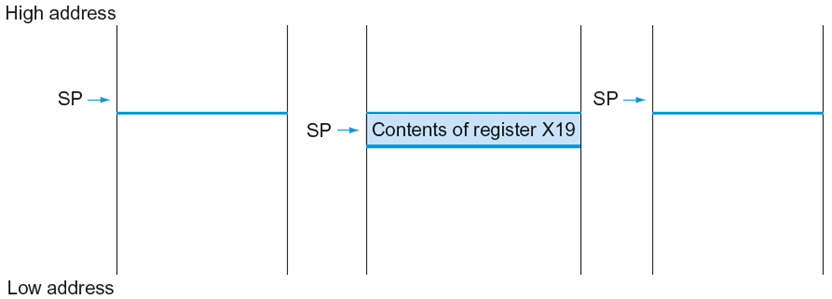 High address
SP
SP
Contents of register X19
SP
Low address